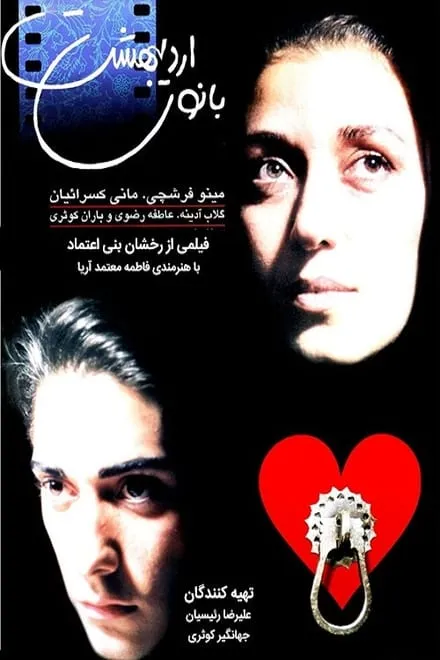 بانوی اردیبهشت
مینو فرشچی، مانی کسرائیان
گلاب آدینه، عاطفه رضوی و باران کوثری
فیلمی از رخشان بنی اعتماد
با هنرمندی فاطمه معتمد آریا
تهیه کنندگان
علیرضا رئیسیان
جهانگیر کوثری